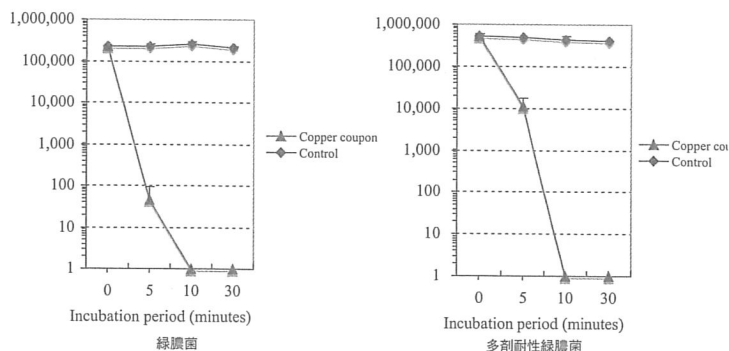 1,000,000
100,000
10,000
1,000
100
10
1
0 5 10 30
Incubation period (minutes)
緑膿菌
Copper coupon
Control
1,000,000
100,000
10,000
1,000
100
10
1
0 5 10 30
Incubation period (minutes)
多剤耐性緑膿菌
Copper cou
Control